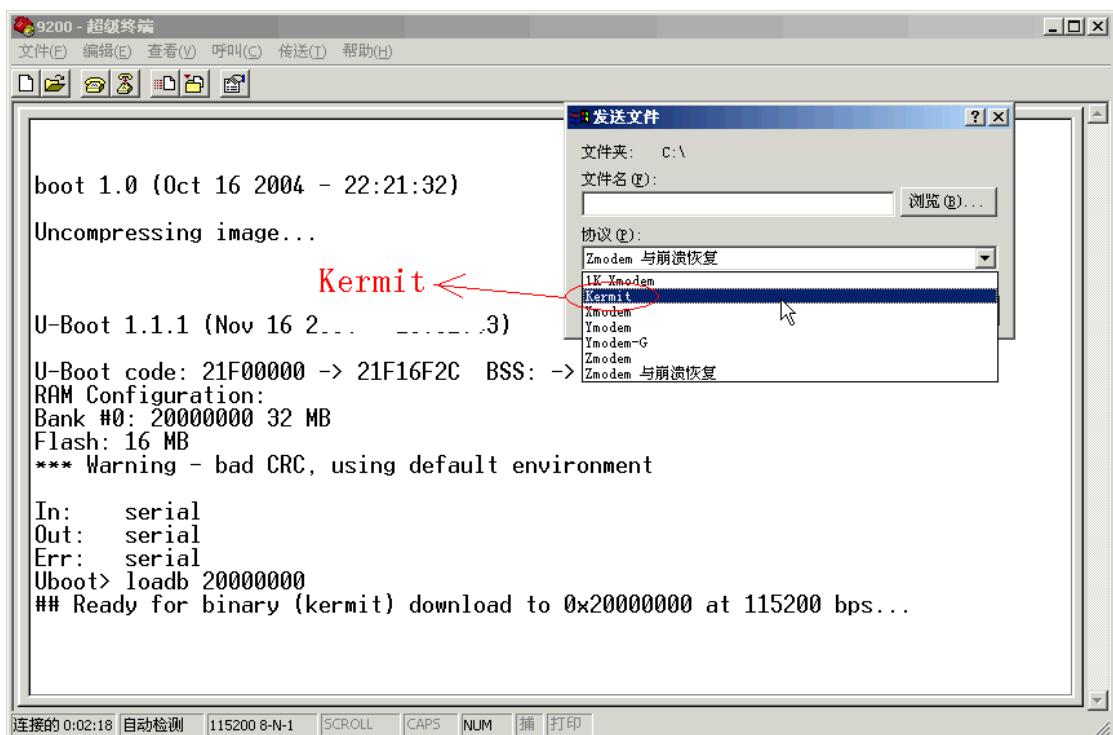 9200 - 超级终端
文件(F) 编辑(E) 查看(V) 呼叫(C) 传送(T) 帮助(H)
boot 1.0 (Oct 16 2004 - 22:21:32)
Uncompressing image...
U-Boot 1.1.1 (Nov 16 2... 3)
U-Boot code: 21F00000 -> 21F16F2C BSS: ->
RAM Configuration:
Bank #0: 20000000 32 MB
Flash: 16 MB
*** Warning - bad CRC, using default environment
In: serial
Out: serial
Err: serial
Uboot> loadb 20000000
## Ready for binary (kermit) download to 0x20000000 at 115200 bps...
Kermit
发送文件
文件夹: C:\
文件名(F):
浏览(B)...
协议(P):
Zmodem 与崩溃恢复
1K Xmodem
Kermit
Xmodem
Ymodem
Ymodem-G
Zmodem
Zmodem 与崩溃恢复
连接的 0:02:18 自动检测 115200 8-N-1 SCROLL CAPS NUM 捕 打印